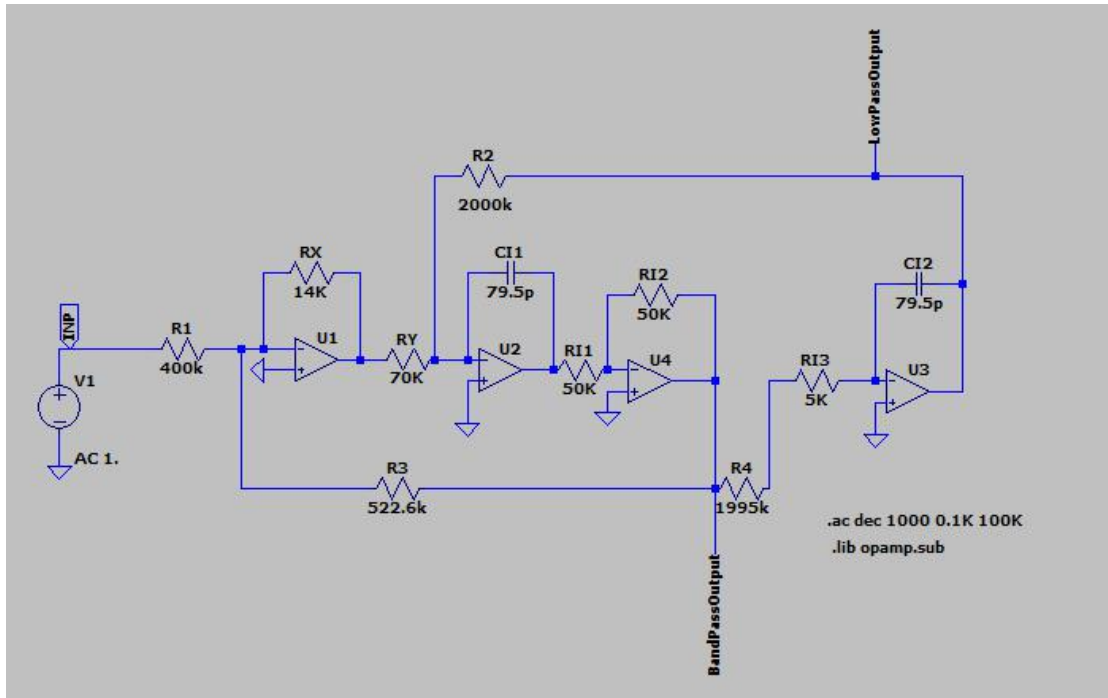 LowPassOutput
R2
2000k
RX
14K
CI1
79.5p
RI2
50K
CI2
79.5p
INP
R1
400k
U1
RY
70K
U2
RI1
50K
U4
RI3
5K
U3
V1
AC 1.
R3
522.6k
R4
1995k
.ac dec 1000 0.1K 100K
.lib opamp.sub
BandPassOutput